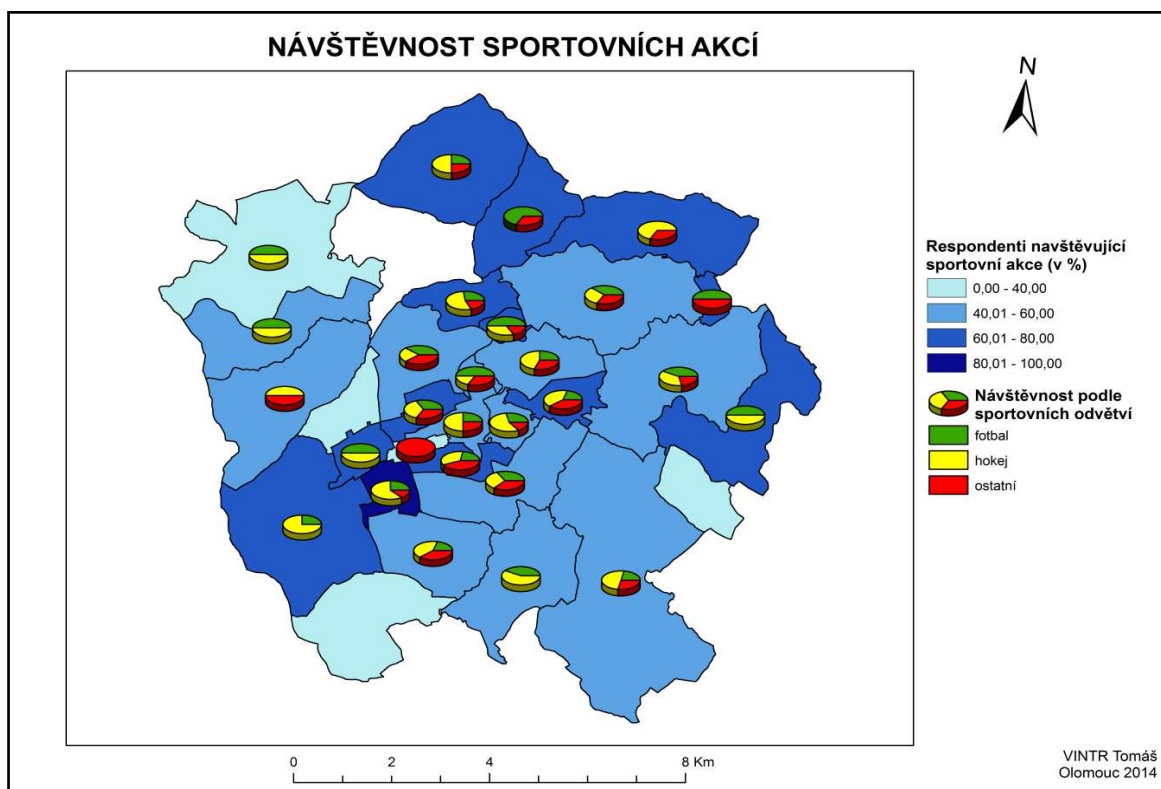 NÁVŠTĚVNOST SPORTOVNÍCH AKCÍ
N
Respondenti navštěvující
sportovní akce (v %)
0,00 - 40,00
40,01 - 60,00
60,01 - 80,00
80,01 - 100,00
Návštěvnost podle
sportovních odvětví
fotbal
hokej
ostatní
0 2 4 8 Km
VINTR Tomáš
Olomouc 2014